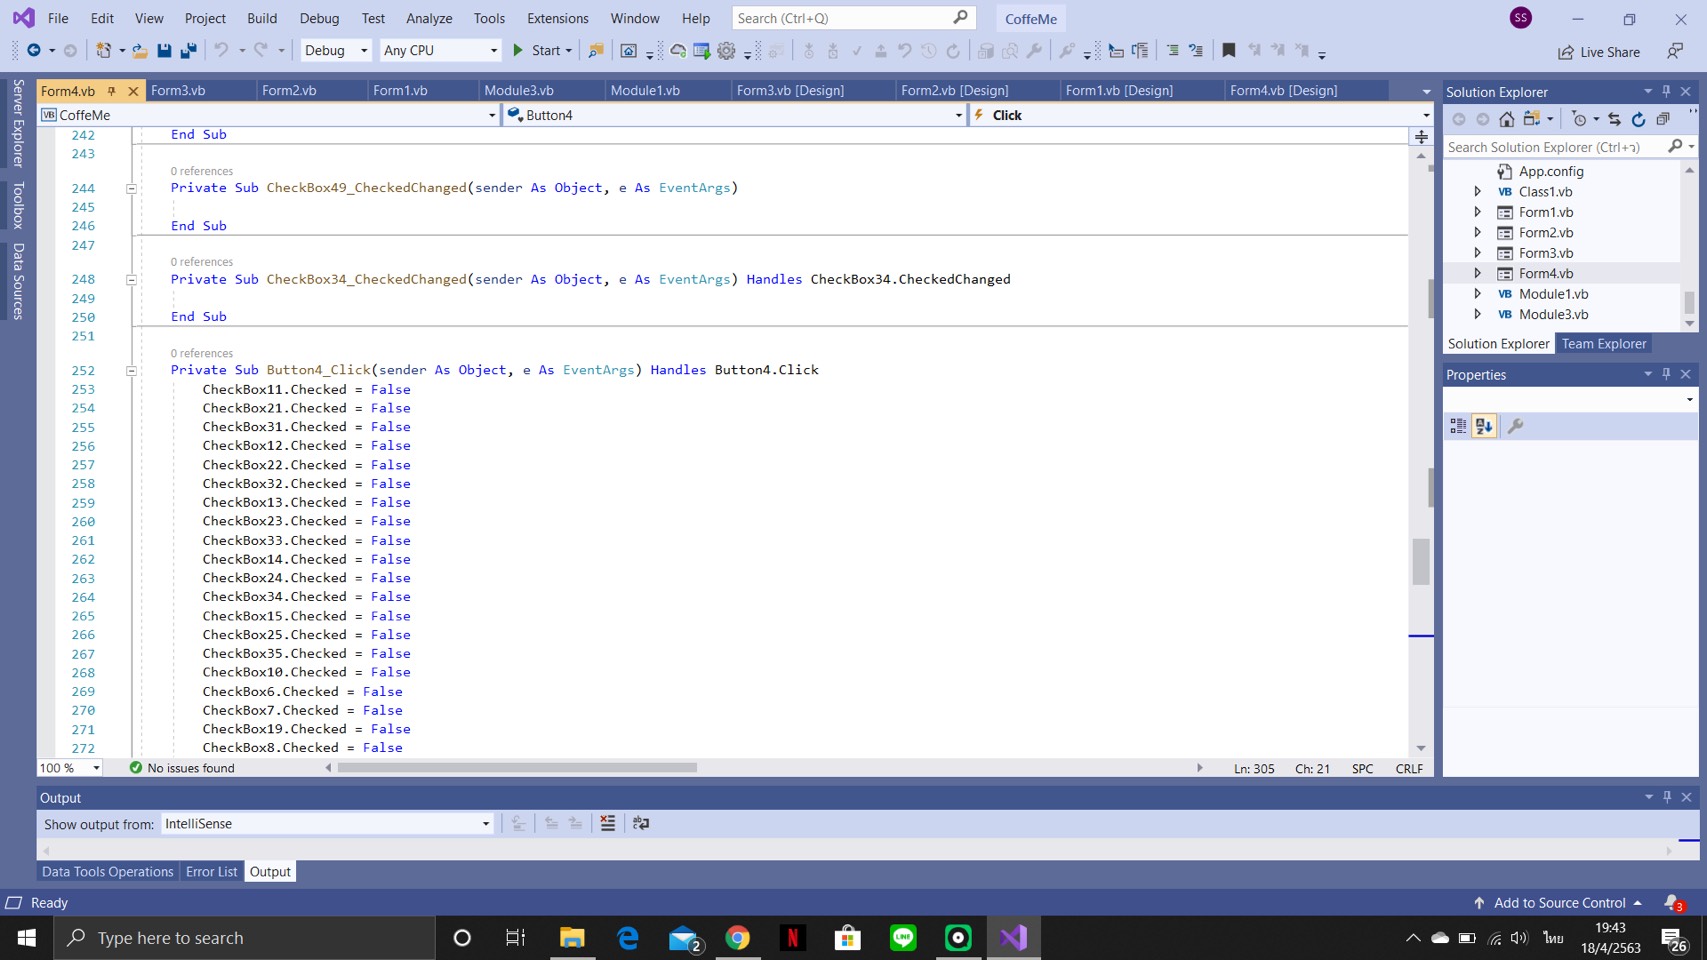 File Edit View Project Build Debug Test Analyze Tools Extensions Window Help Search (Ctrl+Q) CoffeMe SS
Debug Any CPU Start Live Share
Form4.vb Form3.vb Form2.vb Form1.vb Module3.vb Module1.vb Form3.vb [Design] Form2.vb [Design] Form1.vb [Design] Form4.vb [Design]
VB CoffeMe Button4 Click
Server Explorer
Toolbox
Data Sources
242 End Sub
243
0 references
244 Private Sub CheckBox49_CheckedChanged(sender As Object, e As EventArgs)
245
246 End Sub
247
0 references
248 Private Sub CheckBox34_CheckedChanged(sender As Object, e As EventArgs) Handles CheckBox34.CheckedChanged
249
250 End Sub
251
0 references
252 Private Sub Button4_Click(sender As Object, e As EventArgs) Handles Button4.Click
253 CheckBox11.Checked = False
254 CheckBox21.Checked = False
255 CheckBox31.Checked = False
256 CheckBox12.Checked = False
257 CheckBox22.Checked = False
258 CheckBox32.Checked = False
259 CheckBox13.Checked = False
260 CheckBox23.Checked = False
261 CheckBox33.Checked = False
262 CheckBox14.Checked = False
263 CheckBox24.Checked = False
264 CheckBox34.Checked = False
265 CheckBox15.Checked = False
266 CheckBox25.Checked = False
267 CheckBox35.Checked = False
268 CheckBox10.Checked = False
269 CheckBox6.Checked = False
270 CheckBox7.Checked = False
271 CheckBox19.Checked = False
272 CheckBox8.Checked = False
100 % No issues found Ln: 305 Ch: 21 SPC CRLF
Solution Explorer
Search Solution Explorer (Ctrl+ว)
App.config
VB Class1.vb
Form1.vb
Form2.vb
Form3.vb
Form4.vb
VB Module1.vb
VB Module3.vb
Solution Explorer Team Explorer
Properties
Output
Show output from: IntelliSense
Data Tools Operations Error List Output
Ready Add to Source Control 3
Type here to search 2 N LINE ไทย 19:43
18/4/2563 26